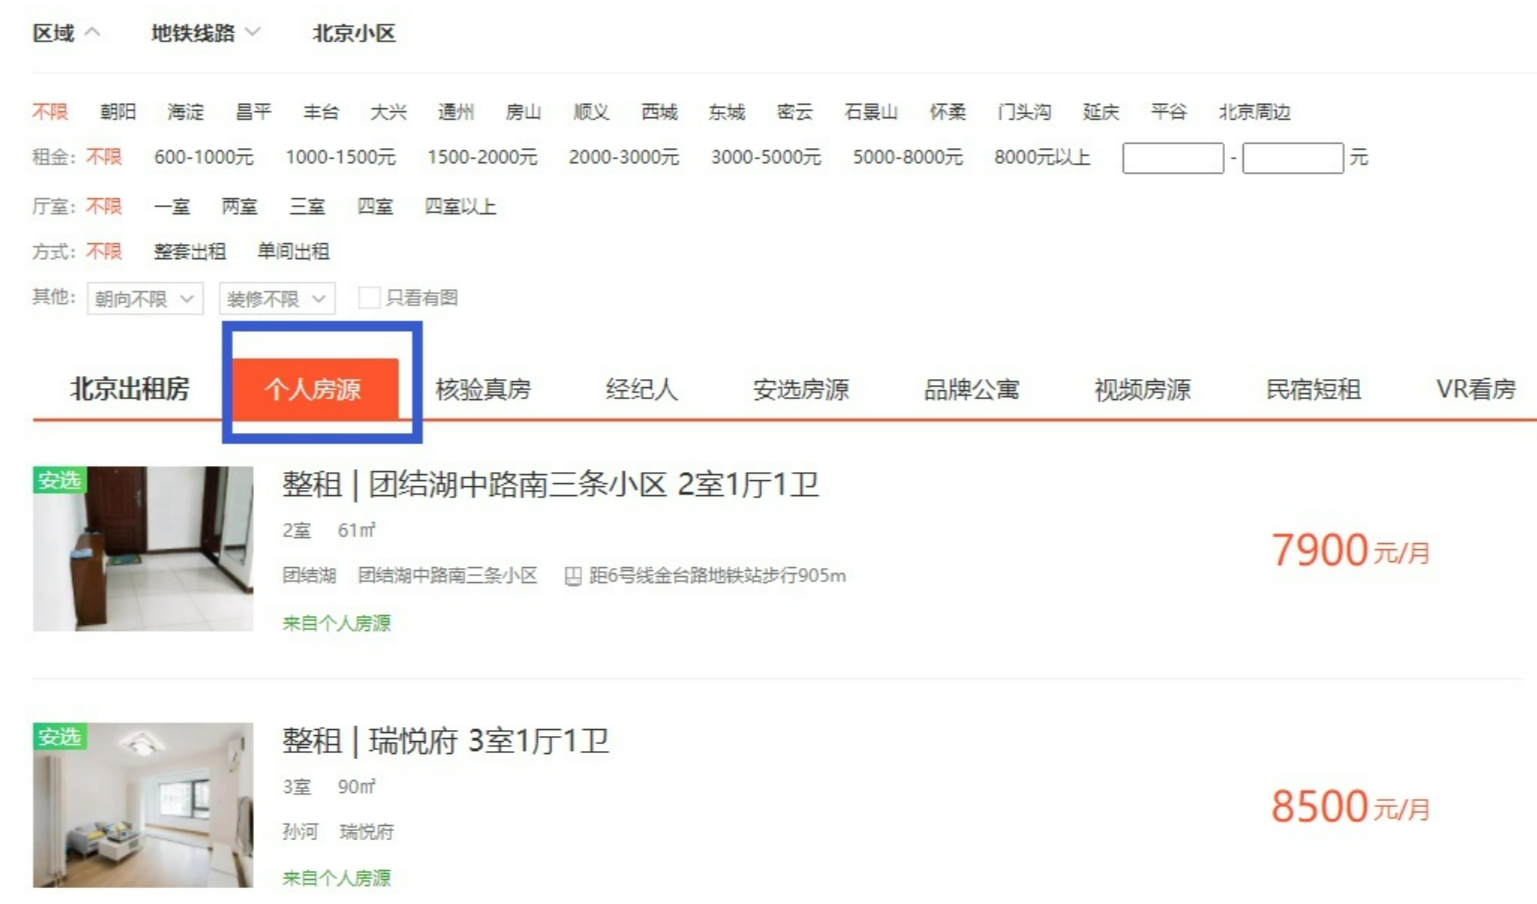 区域 地铁线路 北京小区
不限 朝阳 海淀 昌平 丰台 大兴 通州 房山 顺义 西城 东城 密云 石景山 怀柔 门头沟 延庆 平谷 北京周边
租金: 不限 600-1000元 1000-1500元 1500-2000元 2000-3000元 3000-5000元 5000-8000元 8000元以上 - 元
厅室: 不限 一室 两室 三室 四室 四室以上
方式: 不限 整套出租 单间出租
其他: 朝向不限 装修不限 只看有图
北京出租房 个人房源 核验真房 经纪人 安选房源 品牌公寓 视频房源 民宿短租 VR看房
安选
整租 | 团结湖中路南三条小区 2室1厅1卫
2室 61㎡
7900元/月
团结湖 团结湖中路南三条小区 距6号线金台路地铁站步行905m
来自个人房源
安选
整租 | 瑞悦府 3室1厅1卫
3室 90㎡
8500元/月
孙河 瑞悦府
来自个人房源